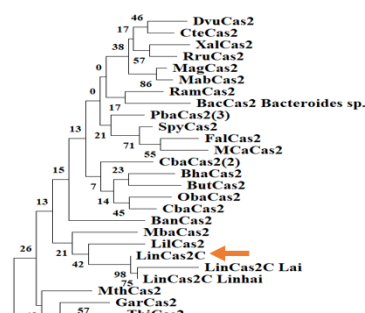 46 DvuCas2
17 CteCas2
38 XalCas2
57 RruCas2
0 MagCas2
86 MabCas2
0 RamCas2
17 BacCas2 Bacteroides sp.
PbaCas2(3)
21 SpyCas2
13 71 FalCas2
55 MCaCas2
CbaCas2(2)
15 23 BhaCas2
7 ButCas2
14 ObaCas2
13 45 CbaCas2
BanCas2
MbaCas2
26 21 LilCas2
42 LinCas2C
98 LinCas2C Lai
75 LinCas2C Linhai
MthCas2
GarCas2
57